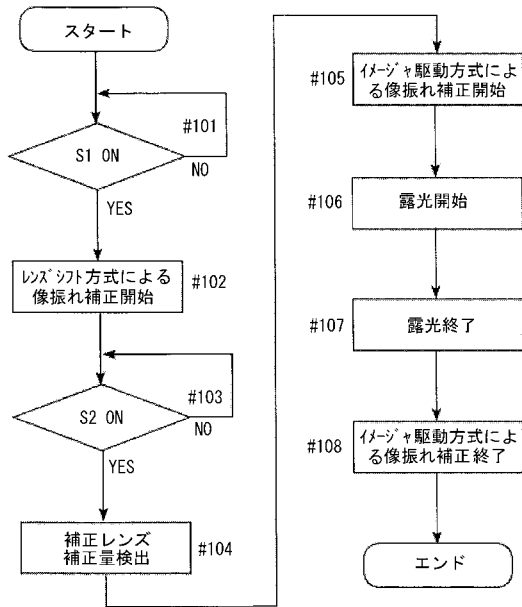 スタート
#101
S1 ON
NO
YES
レンズシフト方式による
像振れ補正開始
#102
#103
S2 ON
NO
YES
補正レンズ
補正量検出
#104
#105
イメージャ駆動方式によ
る像振れ補正開始
#106
露光開始
#107
露光終了
#108
イメージャ駆動方式によ
る像振れ補正終了
エンド